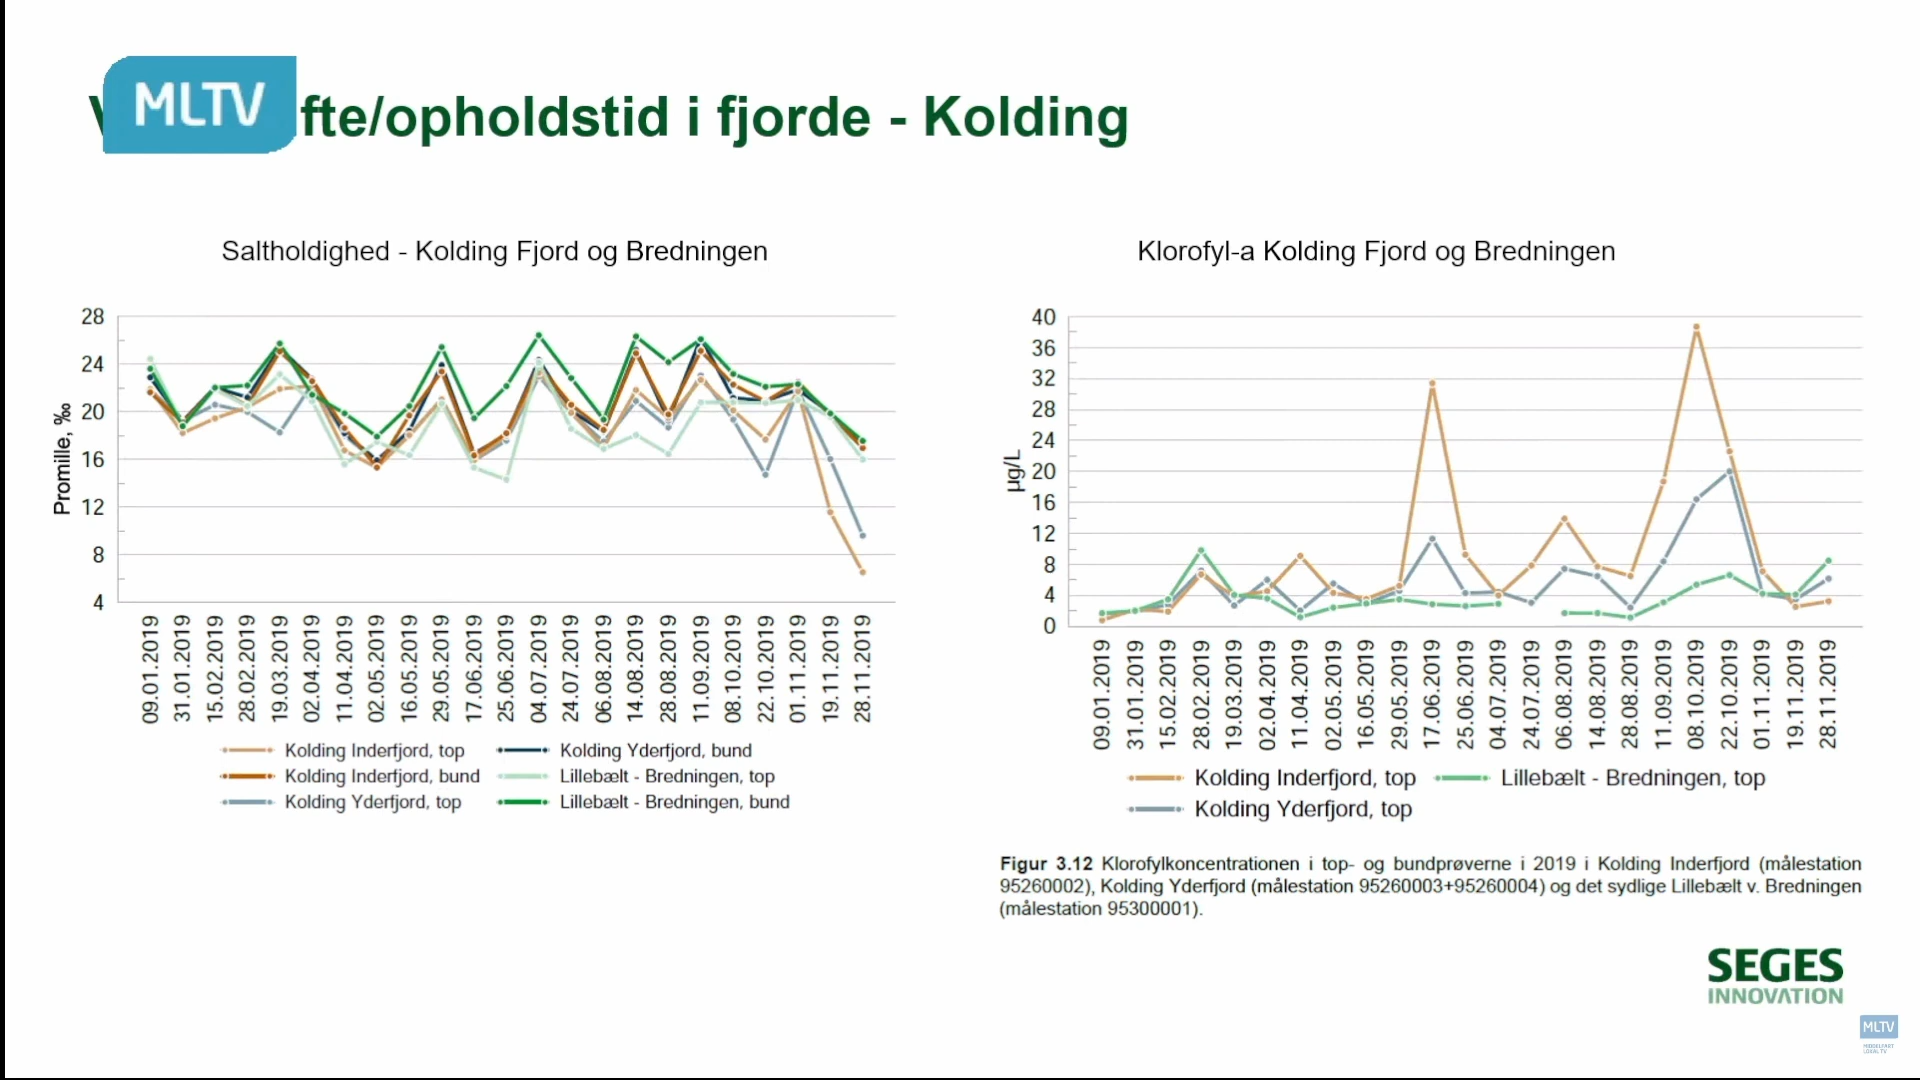 MLTV
fte/opholdstid i fjorde - Kolding
Saltholdighed - Kolding Fjord og Bredningen
Klorofyl-a Kolding Fjord og Bredningen
28
24
20
16
12
8
4
Promille, ‰
09.01.2019
31.01.2019
15.02.2019
28.02.2019
19.03.2019
02.04.2019
11.04.2019
02.05.2019
16.05.2019
29.05.2019
17.06.2019
25.06.2019
04.07.2019
24.07.2019
06.08.2019
14.08.2019
28.08.2019
11.09.2019
08.10.2019
22.10.2019
01.11.2019
19.11.2019
28.11.2019
Kolding Inderfjord, top
Kolding Yderfjord, bund
Kolding Inderfjord, bund
Lillebælt - Bredningen, top
Kolding Yderfjord, top
Lillebælt - Bredningen, bund
40
36
32
28
24
20
16
12
8
4
0
µg/L
09.01.2019
31.01.2019
15.02.2019
28.02.2019
19.03.2019
02.04.2019
11.04.2019
02.05.2019
16.05.2019
29.05.2019
17.06.2019
25.06.2019
04.07.2019
24.07.2019
06.08.2019
14.08.2019
28.08.2019
11.09.2019
08.10.2019
22.10.2019
01.11.2019
19.11.2019
28.11.2019
Kolding Inderfjord, top
Lillebælt - Bredningen, top
Kolding Yderfjord, top
Figur 3.12 Klorofylkoncentrationen i top- og bundprøverne i 2019 i Kolding Inderfjord (målestation
95260002), Kolding Yderfjord (målestation 95260003+95260004) og det sydlige Lillebælt v. Bredningen
(målestation 95300001).
SEGES
INNOVATION
MLTV
MIDDELFART
LOKAL TV